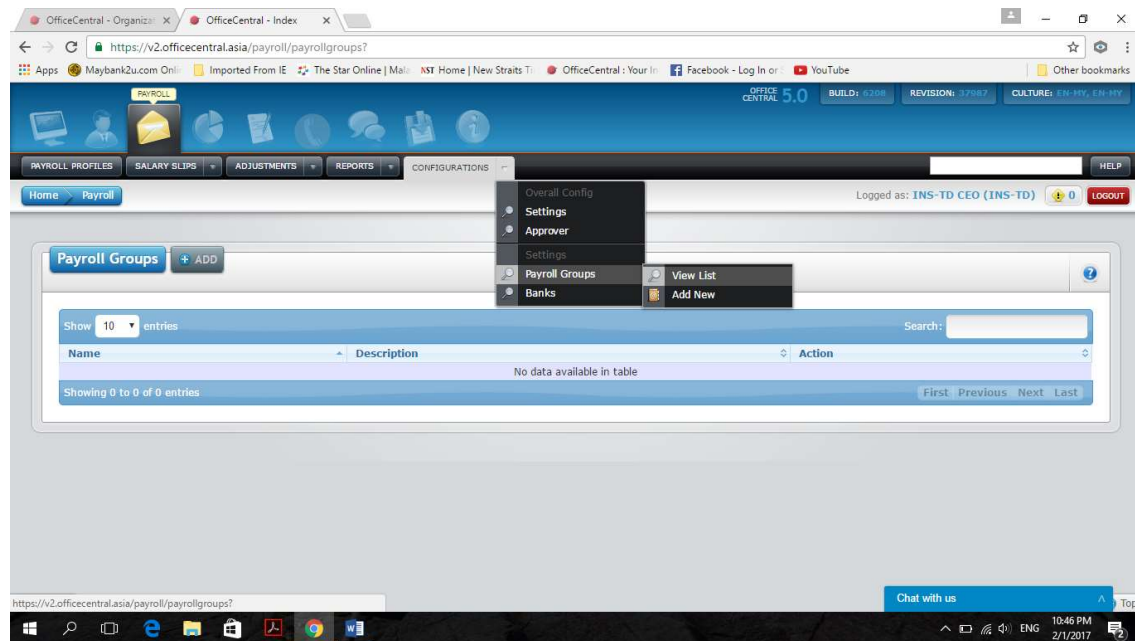 OfficeCentral - Organizat
OfficeCentral - Index
https://v2.officecentral.asia/payroll/payrollgroups?
Apps Maybank2u.com Onli Imported From IE The Star Online | Mala NST Home | New Straits Ti OfficeCentral : Your In Facebook - Log In or YouTube Other bookmarks
PAYROLL
OFFICE CENTRAL 5.0 BUILD: 6208 REVISION: 37087 CULTURE: EN-MY, EN-MY
PAYROLL PROFILES SALARY SLIPS ADJUSTMENTS REPORTS CONFIGURATIONS HELP
Home Payroll
Logged as: INS-TD CEO (INS-TD) 0 LOGOUT
Overall Config
Settings
Approver
Settings
Payroll Groups
Banks
View List
Add New
Payroll Groups + ADD
Show 10 entries Search:
Name Description Action
No data available in table
Showing 0 to 0 of 0 entries First Previous Next Last
https://v2.officecentral.asia/payroll/payrollgroups?
Chat with us
Top
ENG 10:46 PM
2/1/2017